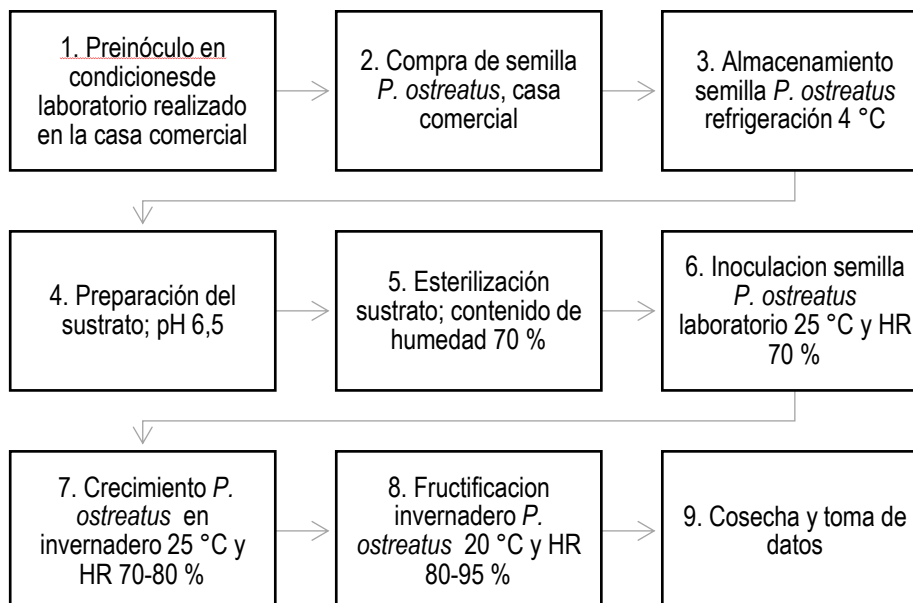 1. Preinóculo en
condicionesde
laboratorio realizado
en la casa comercial
2. Compra de semilla
P. ostreatus, casa
comercial
3. Almacenamiento
semilla P. ostreatus
refrigeración 4 °C
4. Preparación del
sustrato; pH 6,5
5. Esterilización
sustrato; contenido de
humedad 70 %
6. Inoculacion semilla
P. ostreatus
laboratorio 25 °C y HR
70 %
7. Crecimiento P.
ostreatus en
invernadero 25 °C y
HR 70-80 %
8. Fructificacion
invernadero P.
ostreatus 20 °C y HR
80-95 %
9. Cosecha y toma de
datos